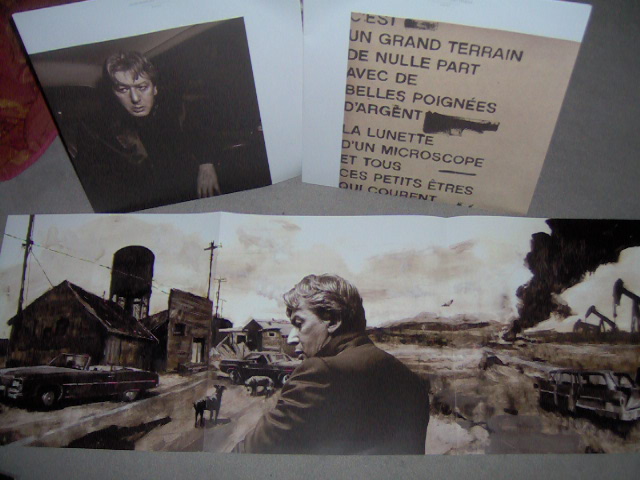 C'EST
UN GRAND TERRAIN
DE NULLE PART
AVEC DE
BELLES POIGNÉES
D'ARGENT
LA LUNETTE
D'UN MICROSCOPE
ET TOUS
CES PETITS ÊTRES
QUI COURENT